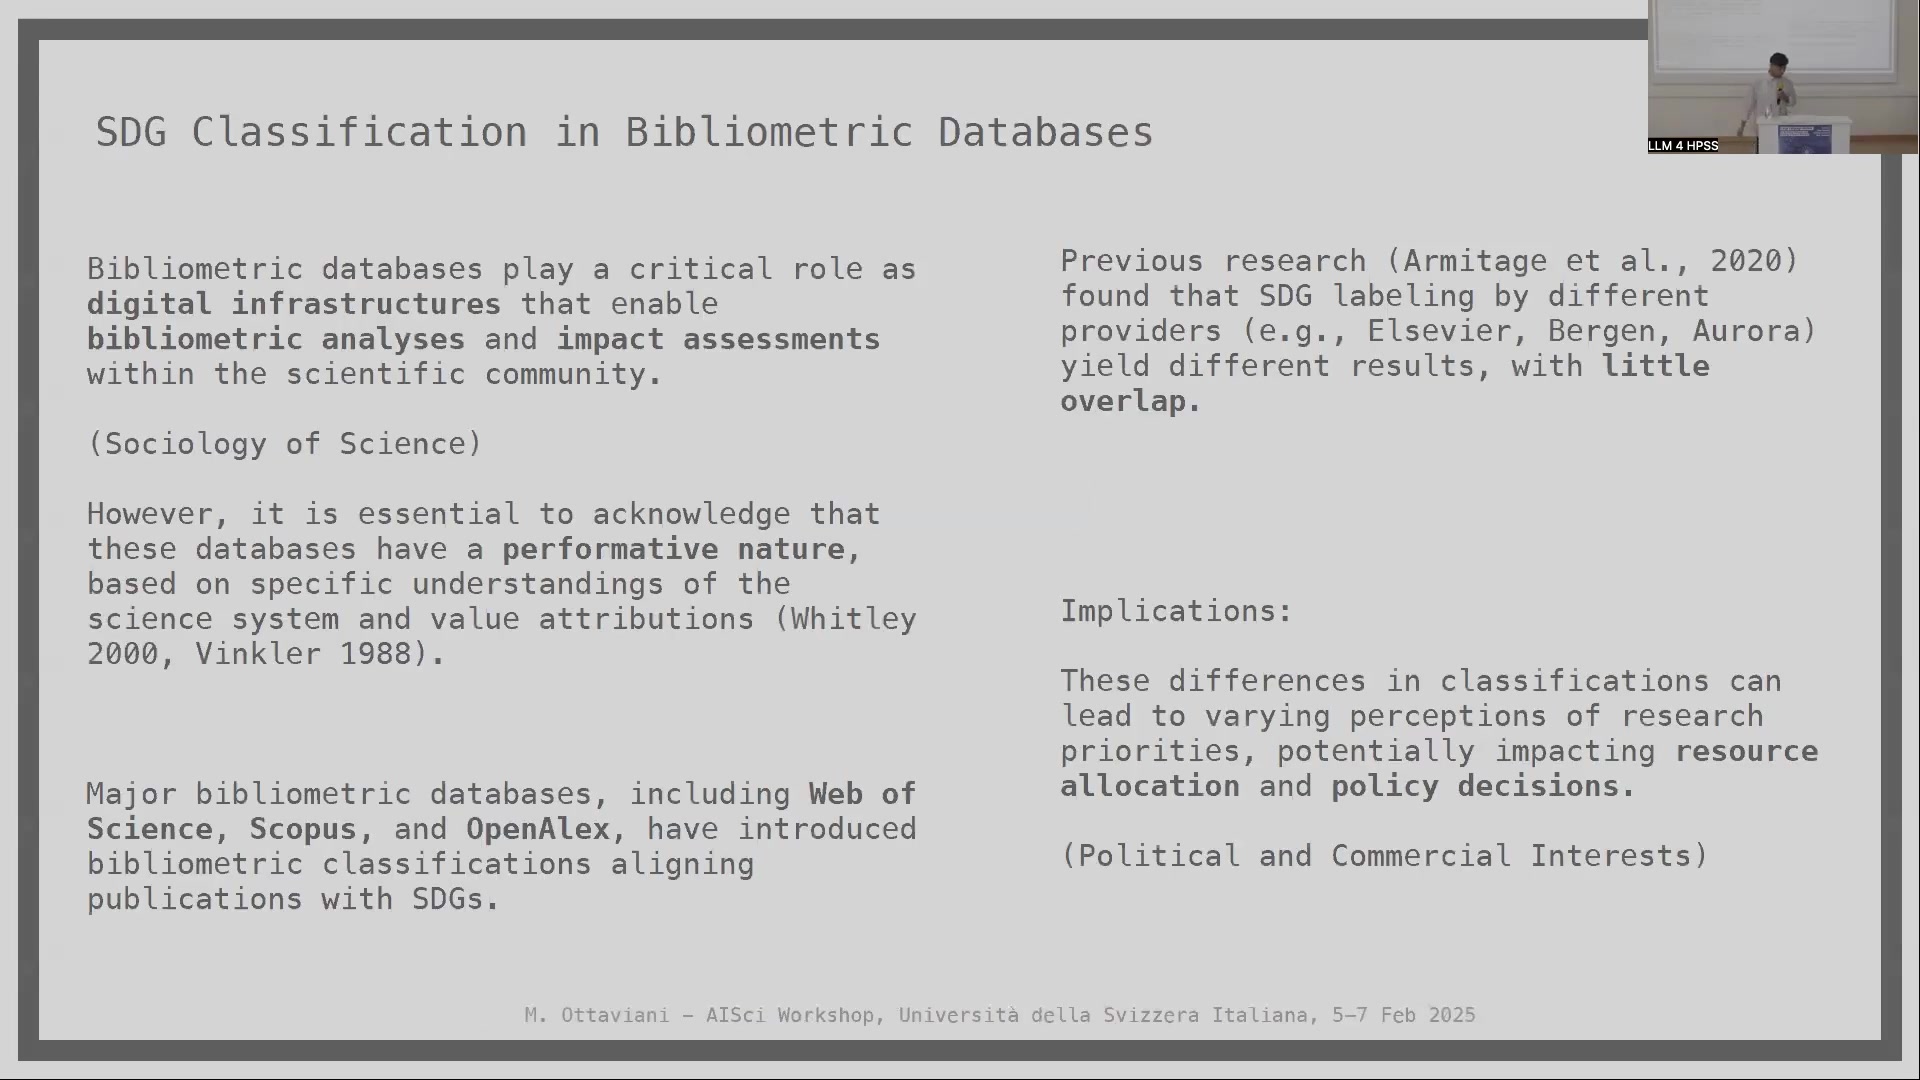 SDG Classification in Bibliometric Databases
Bibliometric databases play a critical role as
digital infrastructures that enable
bibliometric analyses and impact assessments
within the scientific community.
(Sociology of Science)
However, it is essential to acknowledge that
these databases have a performative nature,
based on specific understandings of the
science system and value attributions (Whitley
2000, Vinkler 1988).
Major bibliometric databases, including Web of
Science, Scopus, and OpenAlex, have introduced
bibliometric classifications aligning
publications with SDGs.
Previous research (Armitage et al., 2020)
found that SDG labeling by different
providers (e.g., Elsevier, Bergen, Aurora)
yield different results, with little
overlap.
Implications:
These differences in classifications can
lead to varying perceptions of research
priorities, potentially impacting resource
allocation and policy decisions.
(Political and Commercial Interests)
M. Ottaviani – AISci Workshop, Università della Svizzera Italiana, 5–7 Feb 2025
LLM 4 HPSS